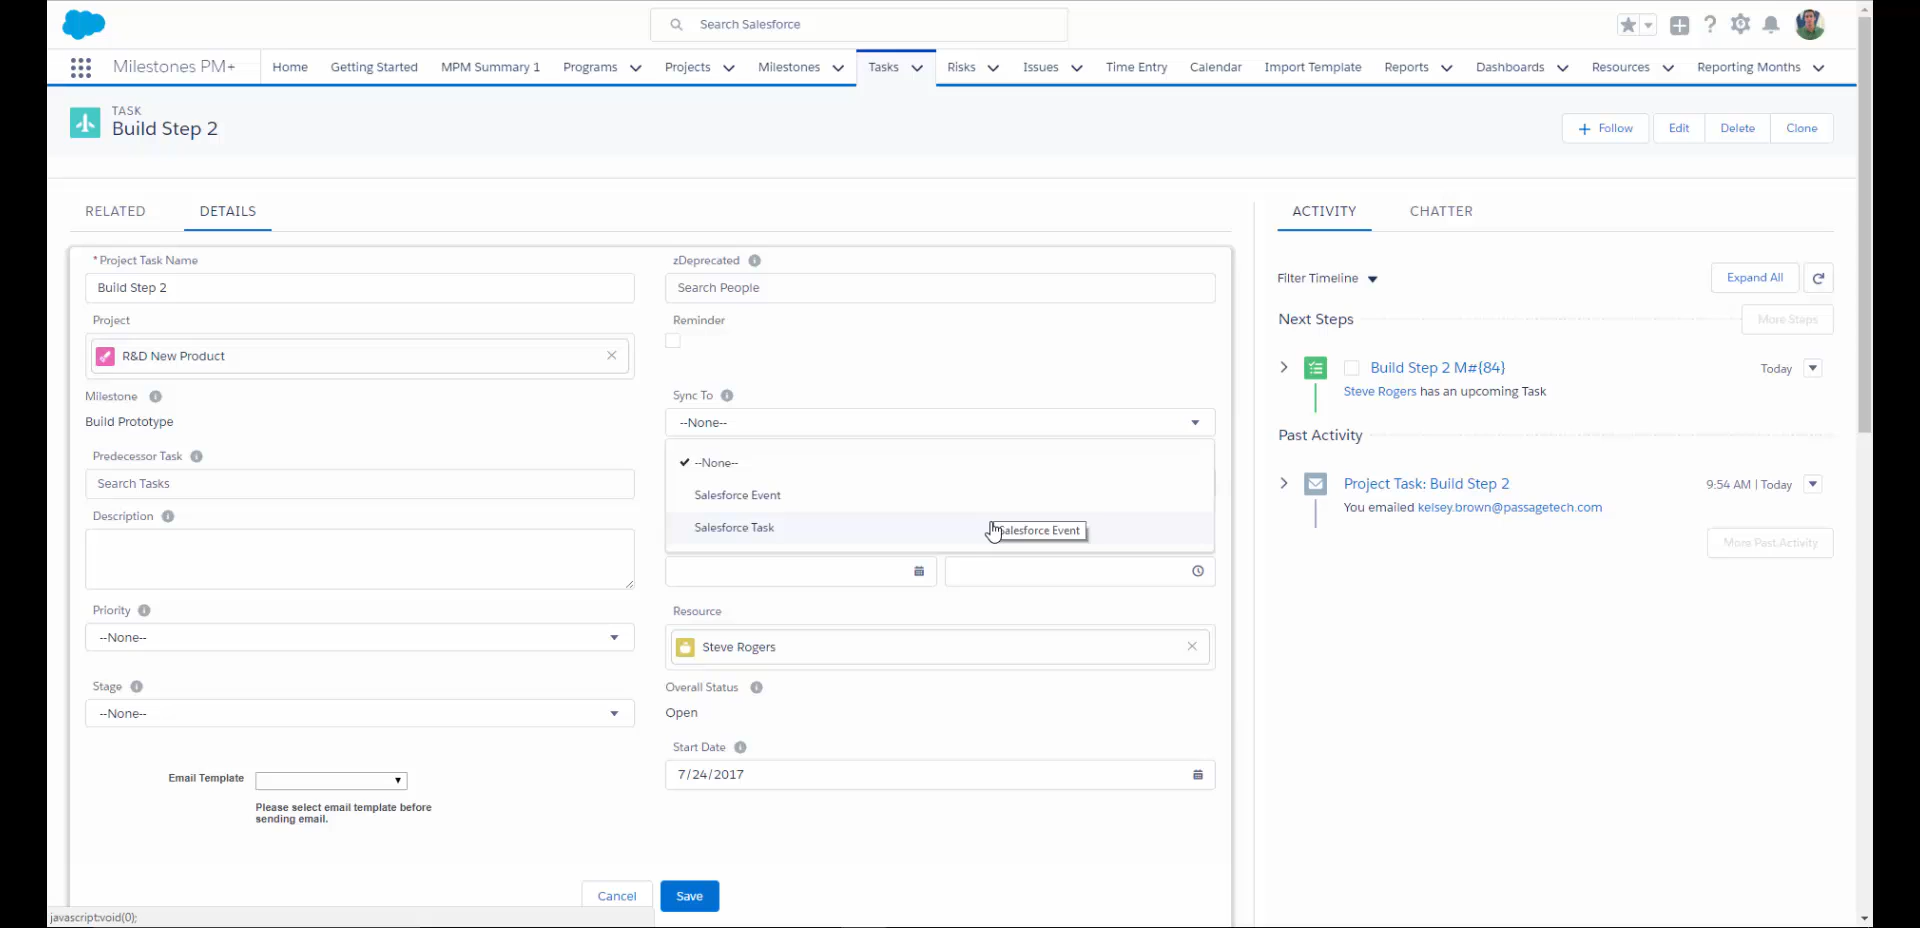 Search Salesforce
Milestones PM+
Home
Getting Started
MPM Summary 1
Programs
Projects
Milestones
Tasks
Risks
Issues
Time Entry
Calendar
Import Template
Reports
Dashboards
Resources
Reporting Months
TASK
Build Step 2
Follow
Edit
Delete
Clone
RELATED
DETAILS
ACTIVITY
CHATTER
*Project Task Name
Build Step 2
Project
R&D New Product
Milestone
Build Prototype
Predecessor Task
Search Tasks
Description
Priority
--None--
Stage
--None--
Email Template
Please select email template before
sending email.
zDeprecated
Search People
Reminder
Sync To
--None--
--None--
Salesforce Event
Salesforce Task
Salesforce Event
Resource
Steve Rogers
Overall Status
Open
Start Date
7/24/2017
Cancel
Save
Filter Timeline
Expand All
Next Steps
More Steps
Build Step 2 M#{84}
Today
Steve Rogers has an upcoming Task
Past Activity
Project Task: Build Step 2
9:54 AM | Today
You emailed kelsey.brown@passagetech.com
More Past Activity
javascript:void(0);